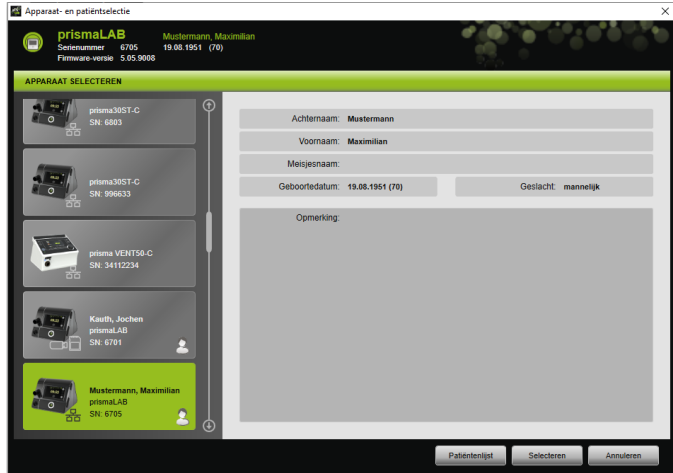 Apparaat- en patiëntselectie
prismaLAB
Mustermann, Maximilian
Serienummer 6705 19.08.1951 (70)
Firmware-versie 5.05.9008
APPARAAT SELECTEREN
prisma30ST-C
SN: 6803
prisma30ST-C
SN: 996633
prisma VENT50-C
SN: 34112234
Kauth, Jochen
prismaLAB
SN: 6701
Mustermann, Maximilian
prismaLAB
SN: 6705
Achternaam: Mustermann
Voornaam: Maximilian
Meisjesnaam:
Geboortedatum: 19.08.1951 (70) Geslacht: mannelijk
Opmerking:
Patiëntenlijst Selecteren Annuleren